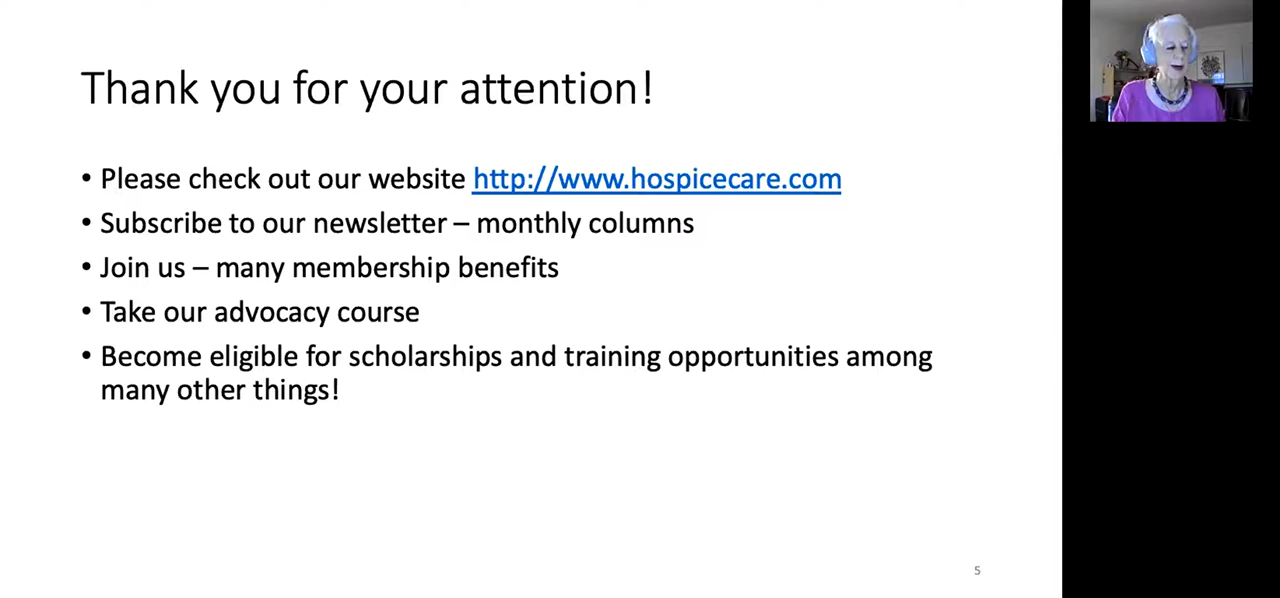 Thank you for your attention!
• Please check out our website http://www.hospicecare.com
• Subscribe to our newsletter – monthly columns
• Join us – many membership benefits
• Take our advocacy course
• Become eligible for scholarships and training opportunities among
many other things!
5